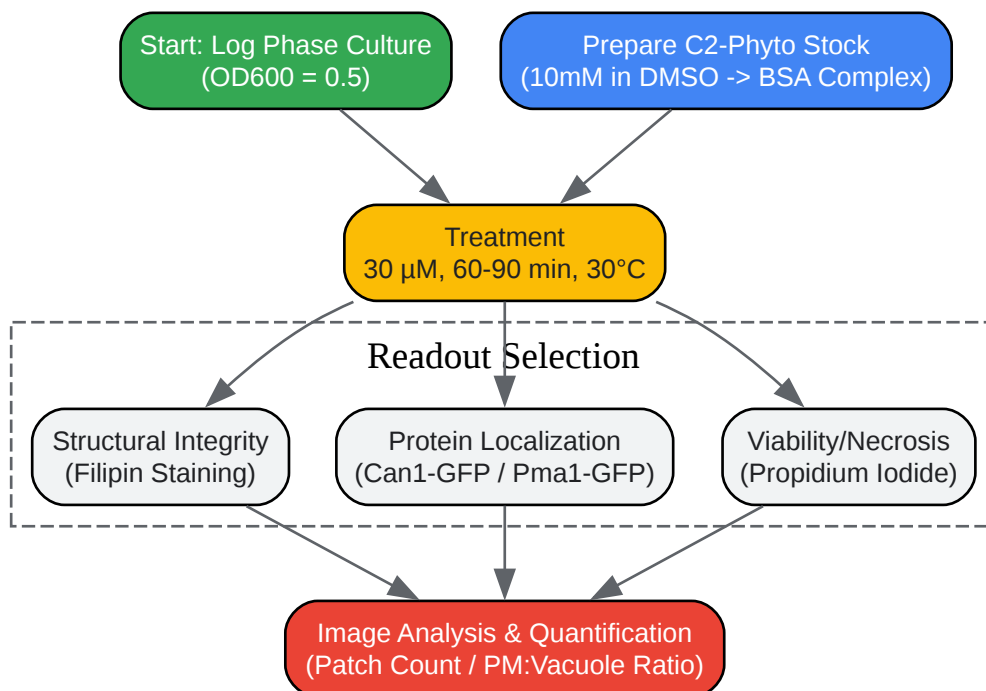 Start: Log Phase Culture
(OD600 = 0.5)
Prepare C2-Phyto Stock
(10mM in DMSO -> BSA Complex)
Treatment
30 µM, 60-90 min, 30°C
Readout Selection
Structural Integrity
(Filipin Staining)
Protein Localization
(Can1-GFP / Pma1-GFP)
Viability/Necrosis
(Propidium Iodide)
Image Analysis & Quantification
(Patch Count / PM:Vacuole Ratio)